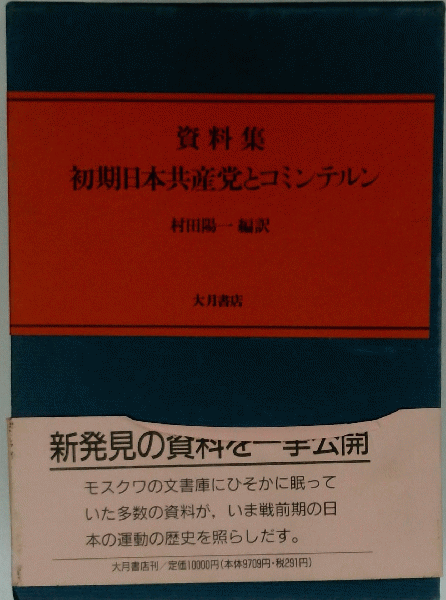 資料集
初期日本共産党とコミンテルン
村田陽一 編訳
大月書店
新発見の資料を一挙公開
モスクワの文書庫にひそかに眠って
いた多数の資料が，いま戦前期の日
本の運動の歴史を照らしだす。
大月書店刊／定価10000円(本体9709円・税291円)